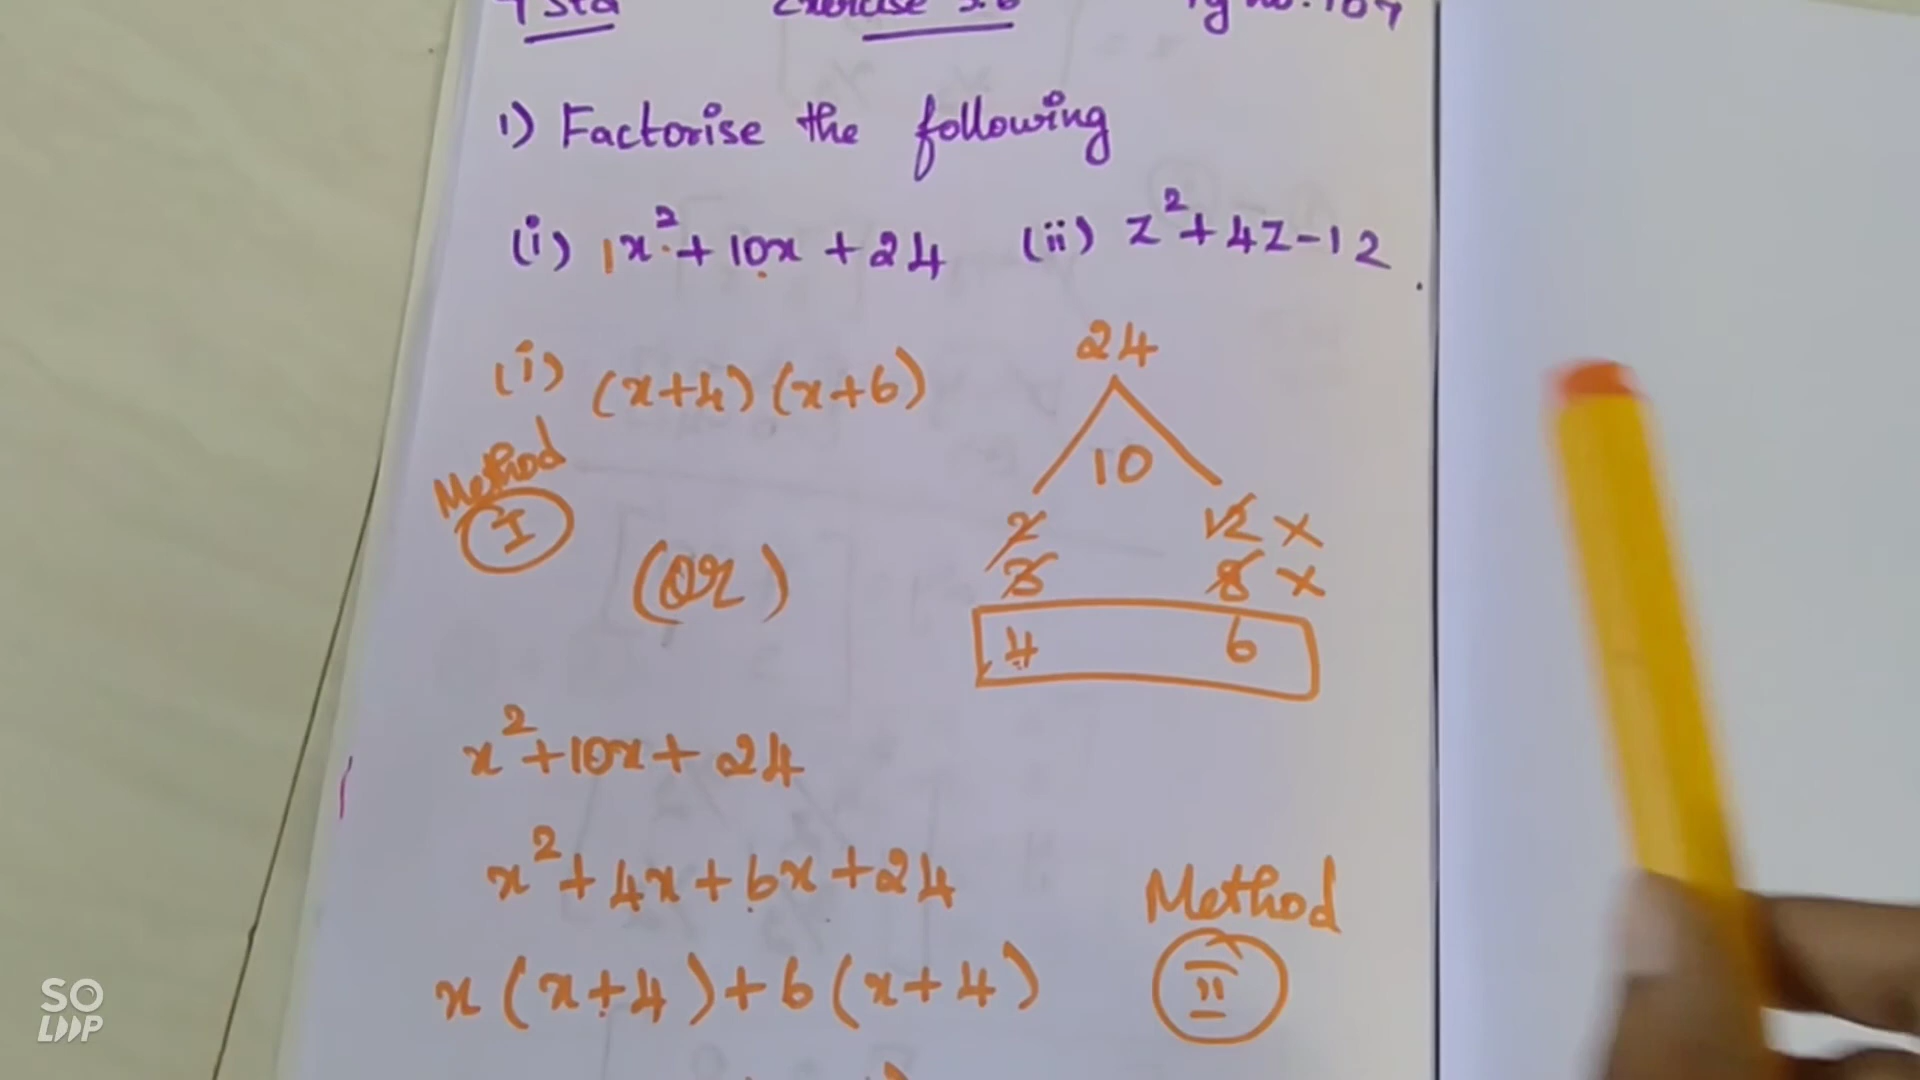 1) Factorise the following
(i) 1x²+10x+24 (ii) z²+4z-12
(i) (x+4)(x+6)
Method
I
(or)
24
10
2 12 x
3 8 x
4 6
x²+10x+24
x²+4x+6x+24
x(x+4)+6(x+4)
Method
II
SO
LOOP